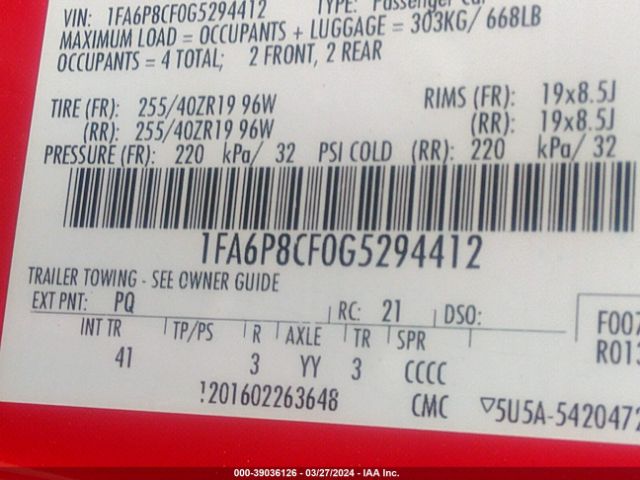 VIN: 1FA6P8CF0G5294412 TYPE: Passenger Car
MAXIMUM LOAD = OCCUPANTS + LUGGAGE = 303KG/ 668LB
OCCUPANTS = 4 TOTAL; 2 FRONT, 2 REAR
TIRE (FR): 255/40ZR19 96W RIMS (FR): 19x8.5J
(RR): 255/40ZR19 96W (RR): 19x8.5J
PRESSURE (FR): 220 kPa/ 32 PSI COLD (RR): 220 kPa/ 32
1FA6P8CF0G5294412
TRAILER TOWING - SEE OWNER GUIDE
EXT PNT: PQ RC: 21 DSO:
INT TR TP/PS R AXLE TR SPR F007
41 3 YY 3 CCCC R013
!201602263648 CMC ▽5U5A-5420472
000-39036126 - 03/27/2024 - IAA Inc.